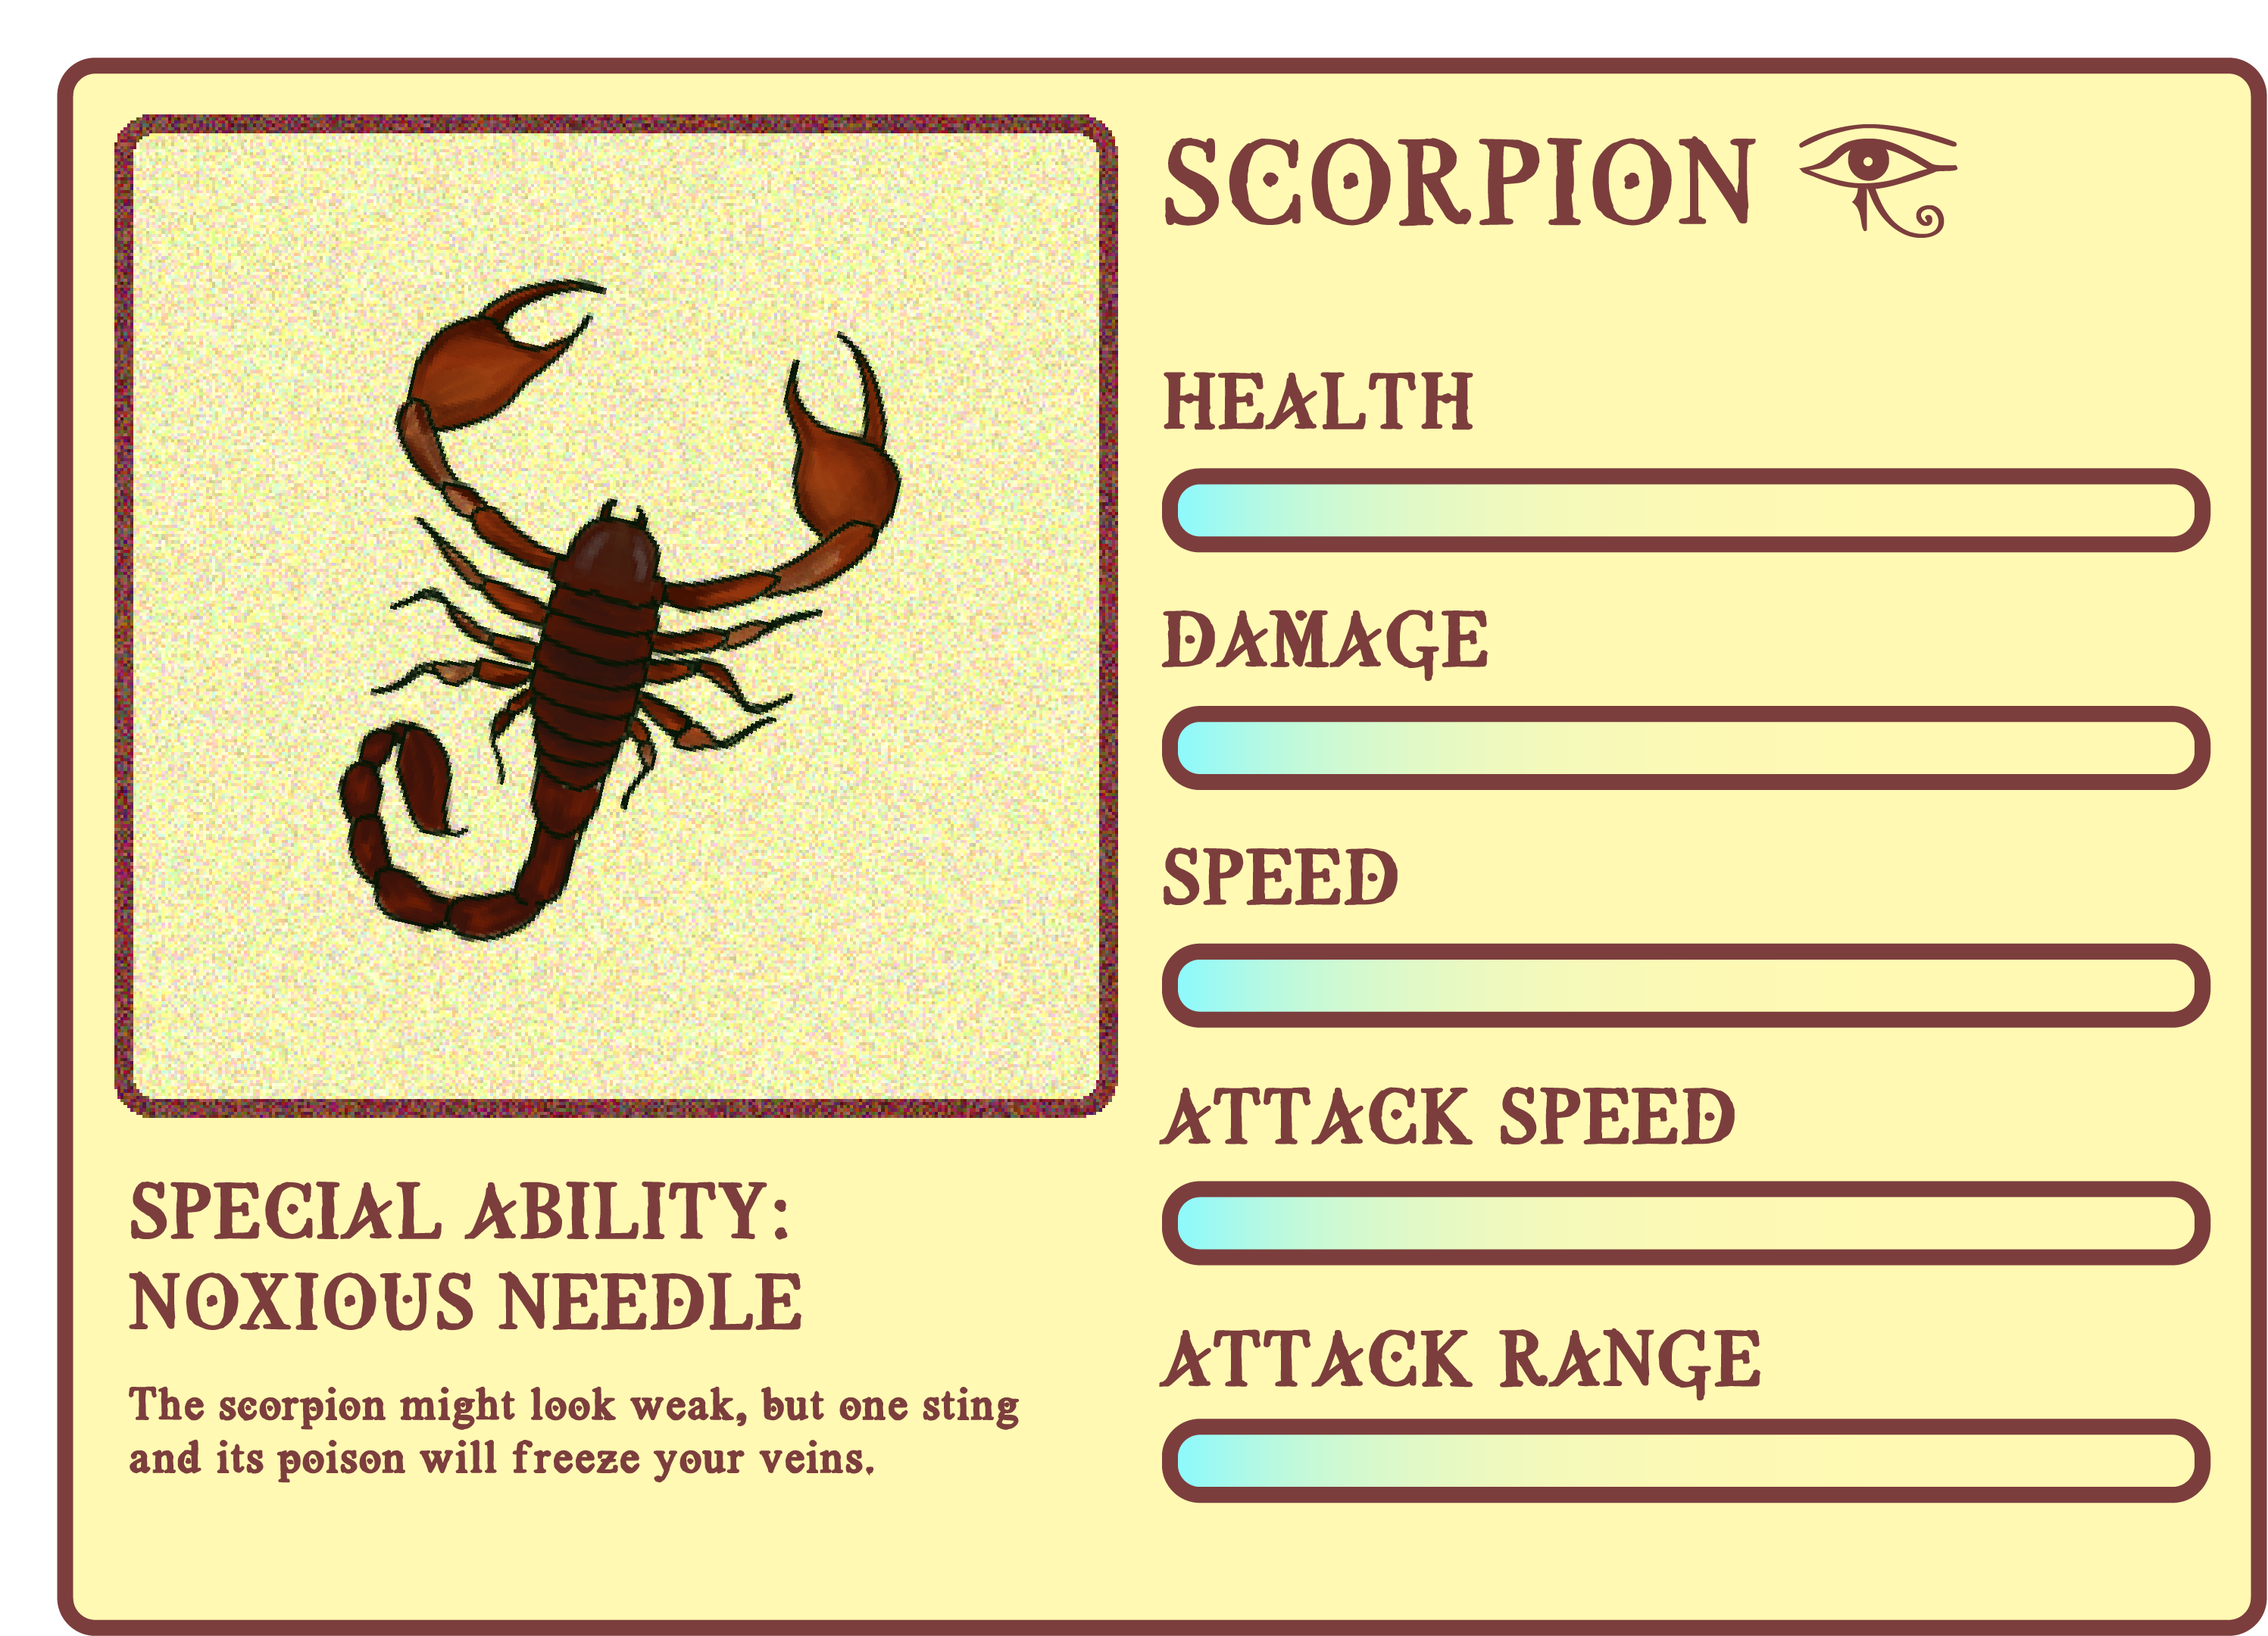 SCORPION
HEALTH
DAMAGE
SPEED
ATTACK SPEED
ATTACK RANGE
SPECIAL ABILITY:
NOXIOUS NEEDLE
The scorpion might look weak, but one sting
and its poison will freeze your veins.